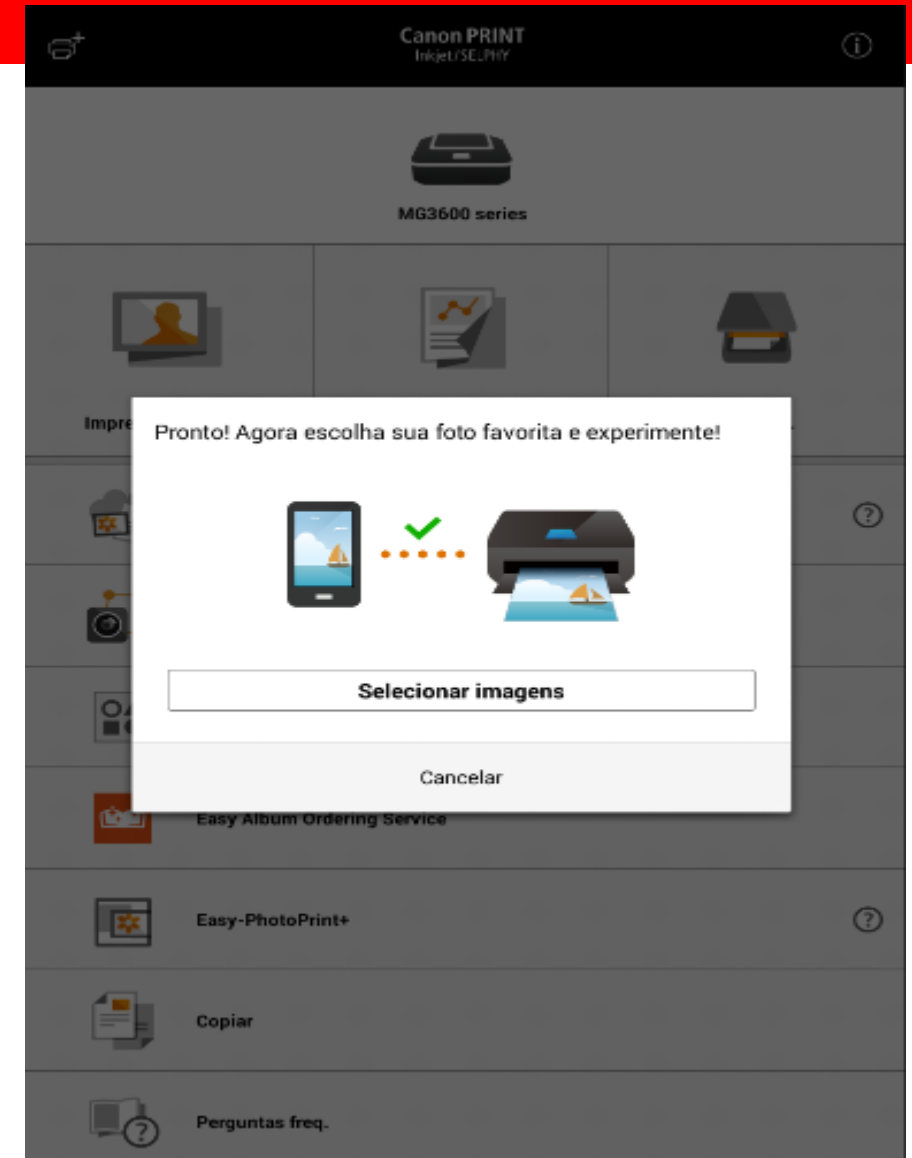 Canon PRINT
Inkjet/SELPHY
MG3600 series
Impre
Pronto! Agora escolha sua foto favorita e experimente!
Selecionar imagens
Cancelar
Easy Album Ordering Service
Easy-PhotoPrint+
Copiar
Perguntas freq.